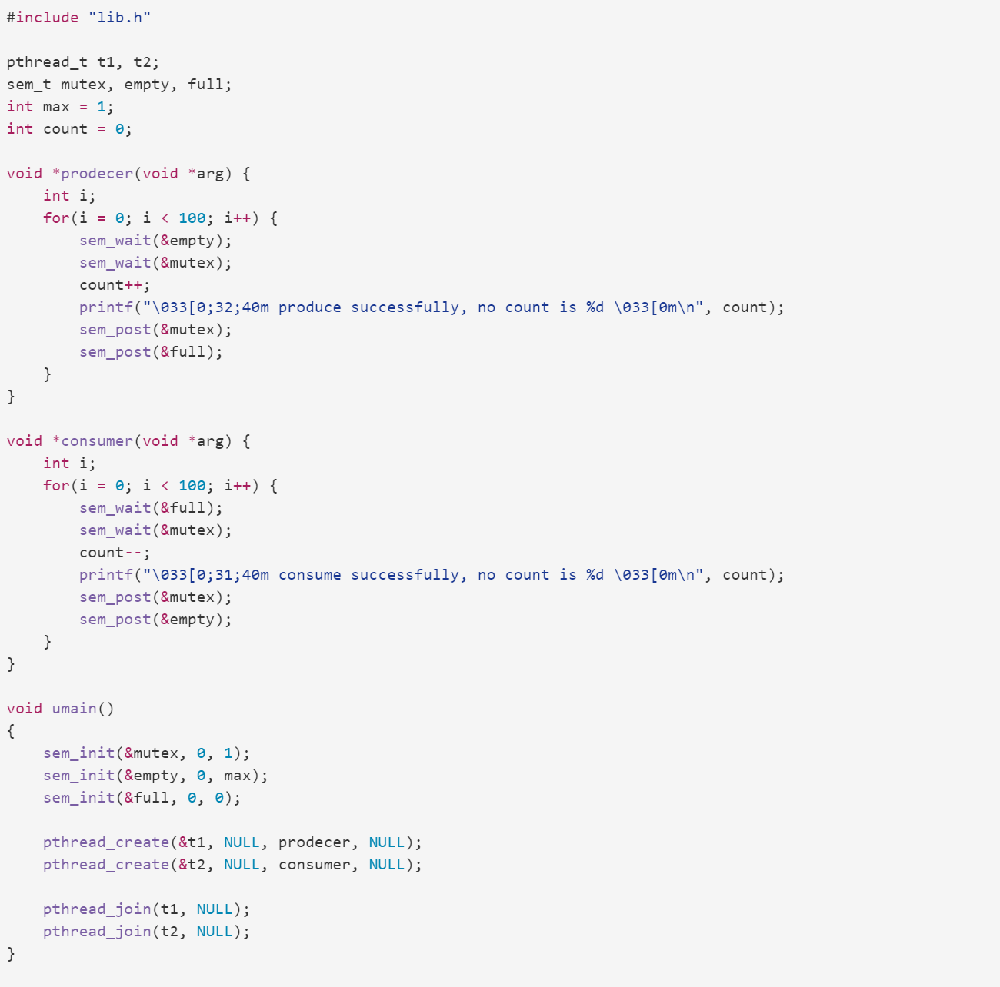 #include "lib.h"

pthread_t t1, t2;
sem_t mutex, empty, full;
int max = 1;
int count = 0;

void *prodecer(void *arg) {
    int i;
    for(i = 0; i < 100; i++) {
        sem_wait(&empty);
        sem_wait(&mutex);
        count++;
        printf("\033[0;32;40m produce successfully, no count is %d \033[0m\n", count);
        sem_post(&mutex);
        sem_post(&full);
    }
}

void *consumer(void *arg) {
    int i;
    for(i = 0; i < 100; i++) {
        sem_wait(&full);
        sem_wait(&mutex);
        count--;
        printf("\033[0;31;40m consume successfully, no count is %d \033[0m\n", count);
        sem_post(&mutex);
        sem_post(&empty);
    }
}

void umain()
{
    sem_init(&mutex, 0, 1);
    sem_init(&empty, 0, max);
    sem_init(&full, 0, 0);

    pthread_create(&t1, NULL, prodecer, NULL);
    pthread_create(&t2, NULL, consumer, NULL);

    pthread_join(t1, NULL);
    pthread_join(t2, NULL);
}